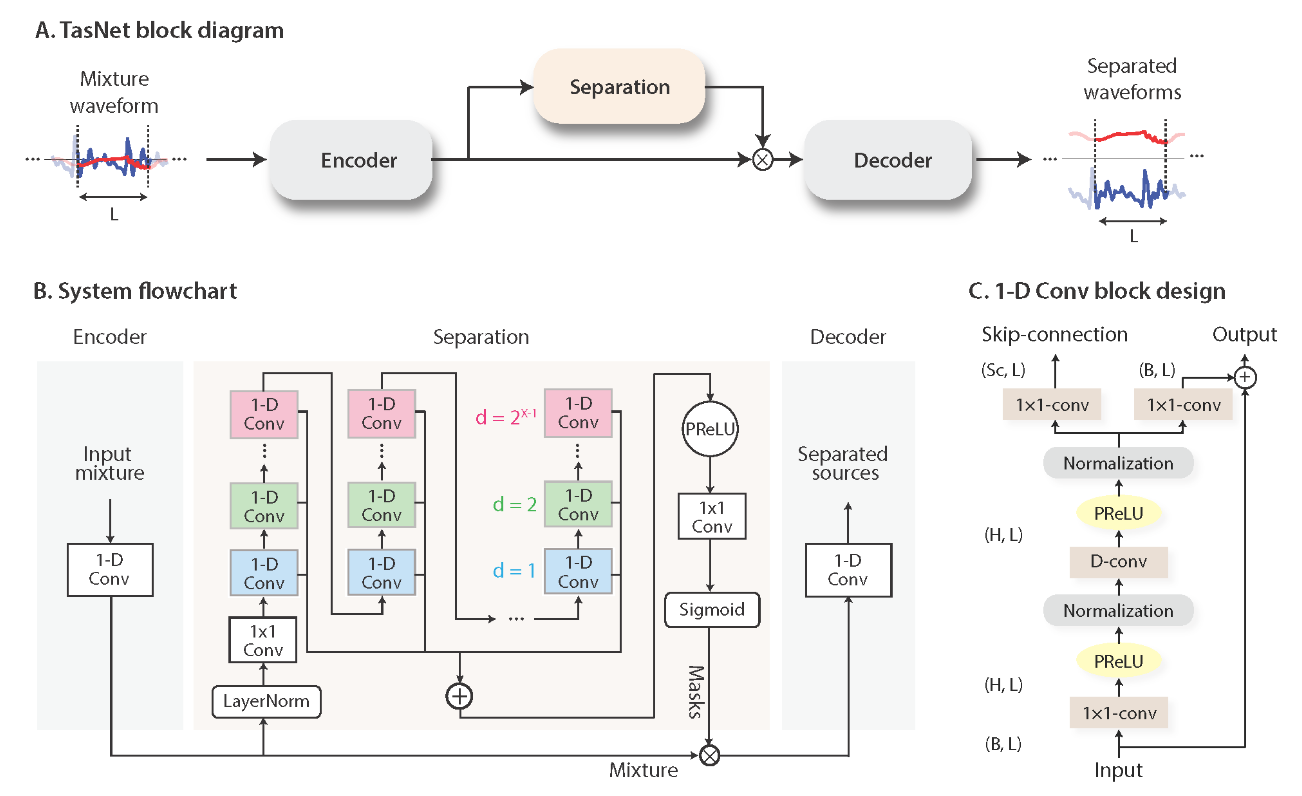 A. TasNet block diagram
Mixture
waveform
Separated
waveforms
Separation
Encoder
Decoder
...
...
...
...
L
L
B. System flowchart
C. 1-D Conv block design
Encoder
Separation
Decoder
Input
mixture
1-D
Conv
1-D
Conv
1-D
Conv
d = 2^X-1
1-D
Conv
...
...
...
1-D
Conv
1-D
Conv
d = 2
1-D
Conv
1-D
Conv
1-D
Conv
d = 1
1-D
Conv
...
1x1
Conv
LayerNorm
PReLU
1x1
Conv
Sigmoid
Masks
Mixture
Separated
sources
1-D
Conv
Skip-connection
Output
(Sc, L)
(B, L)
1×1-conv
1×1-conv
Normalization
PReLU
(H, L)
D-conv
Normalization
PReLU
(H, L)
1×1-conv
(B, L)
Input